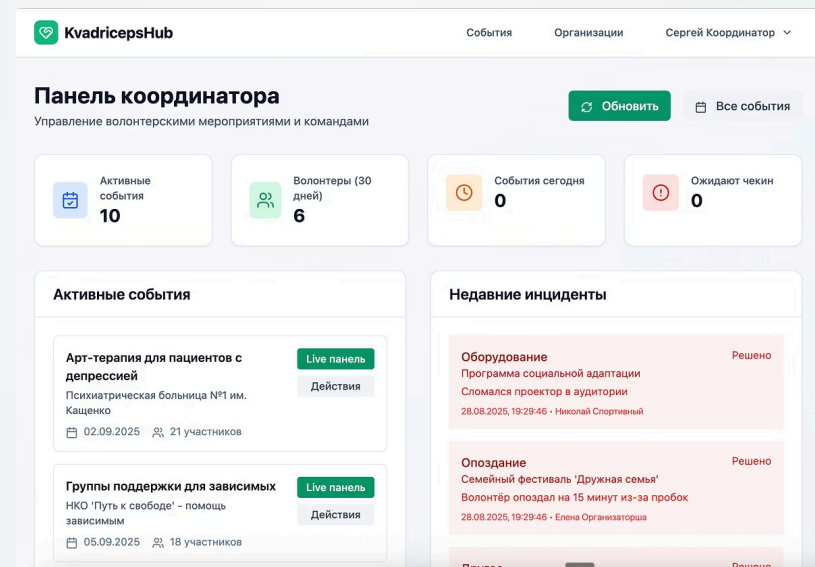 KvadricepsHub
События
Организации
Сергей Координатор
Панель координатора
Управление волонтерскими мероприятиями и командами
Обновить
Все события
Активные
события
10
Волонтеры (30
дней)
6
События сегодня
0
Ожидают чекин
0
Активные события
Арт-терапия для пациентов с
депрессией
Психиатрическая больница №1 им.
Кащенко
02.09.2025
21 участников
Live панель
Действия
Группы поддержки для зависимых
НКО 'Путь к свободе' - помощь
зависимым
05.09.2025
18 участников
Live панель
Действия
Недавние инциденты
Оборудование
Решено
Программа социальной адаптации
Сломался проектор в аудитории
28.08.2025, 19:29:46 • Николай Спортивный
Опоздание
Решено
Семейный фестиваль 'Дружная семья'
Волонтёр опоздал на 15 минут из-за пробок
28.08.2025, 19:29:46 • Елена Организаторша